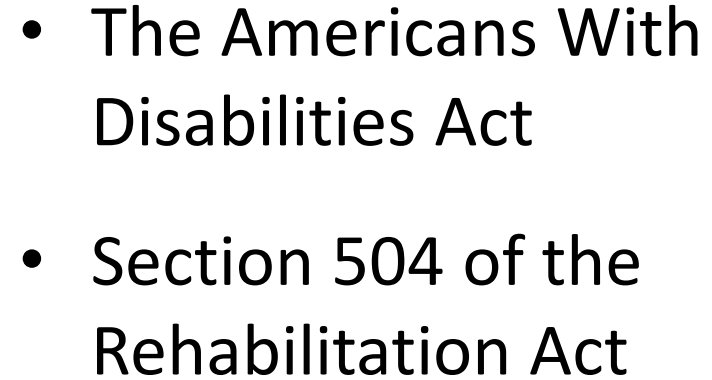 • The Americans With
Disabilities Act
• Section 504 of the
Rehabilitation Act